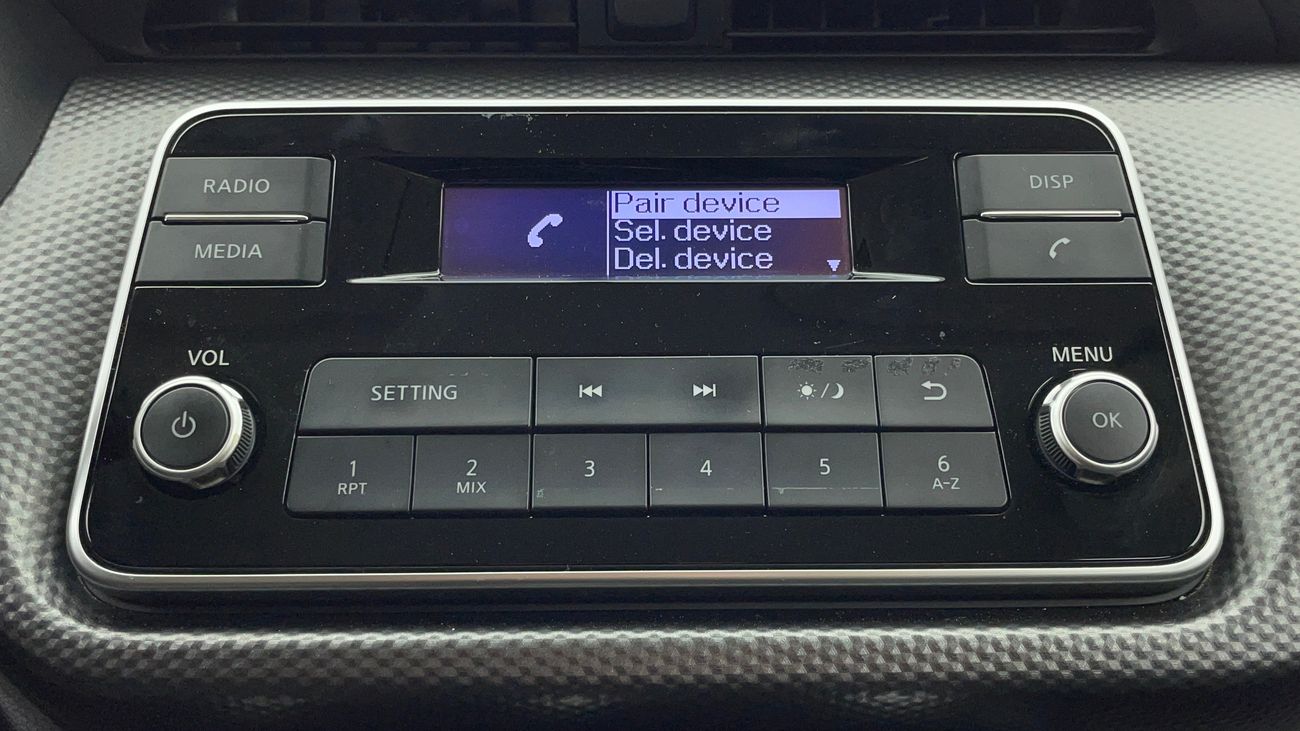 RADIO
MEDIA
Pair device
Sel. device
Del. device
DISP
VOL
MENU
SETTING
OK
1
RPT
2
MIX
3
4
5
6
A-Z